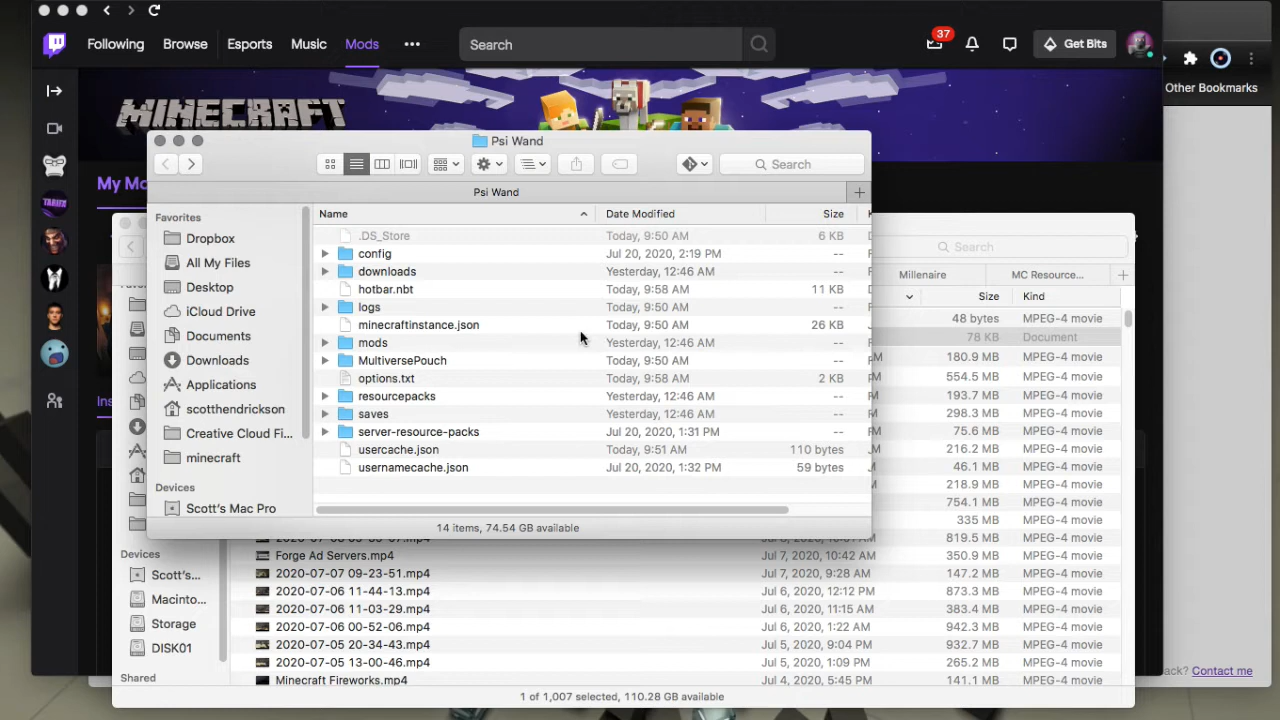 Following Browse Esports Music Mods ••• Search 37 Get Bits
Other Bookmarks
MINECRAFT
My Mo
Psi Wand
Search
Psi Wand
Favorites
Dropbox
All My Files
Desktop
iCloud Drive
Documents
Downloads
Applications
scotthendrickson
Creative Cloud Fi...
minecraft
Devices
Scott's Mac Pro
Name Date Modified Size
.DS_Store Today, 9:50 AM 6 KB
config Jul 20, 2020, 2:19 PM --
downloads Yesterday, 12:46 AM --
hotbar.nbt Today, 9:58 AM 11 KB
logs Today, 9:50 AM --
minecraftinstance.json Today, 9:50 AM 26 KB
mods Yesterday, 12:46 AM --
MultiversePouch Today, 9:50 AM --
options.txt Today, 9:58 AM 2 KB
resourcepacks Yesterday, 12:46 AM --
saves Yesterday, 12:46 AM --
server-resource-packs Jul 20, 2020, 1:31 PM --
usercache.json Today, 9:51 AM 110 bytes
usernamecache.json Jul 20, 2020, 1:32 PM 59 bytes
14 items, 74.54 GB available
Search
Millenaire MC Resource...
Size Kind
48 bytes MPEG-4 movie
78 KB Document
180.9 MB MPEG-4 movie
554.5 MB MPEG-4 movie
193.7 MB MPEG-4 movie
298.3 MB MPEG-4 movie
75.6 MB MPEG-4 movie
216.2 MB MPEG-4 movie
46.1 MB MPEG-4 movie
218.9 MB MPEG-4 movie
754.1 MB MPEG-4 movie
335 MB MPEG-4 movie
819.5 MB MPEG-4 movie
Forge Ad Servers.mp4 Jul 7, 2020, 10:42 AM 350.9 MB MPEG-4 movie
2020-07-07 09-23-51.mp4 Jul 7, 2020, 9:28 AM 147.2 MB MPEG-4 movie
2020-07-06 11-44-13.mp4 Jul 6, 2020, 12:12 PM 873.3 MB MPEG-4 movie
2020-07-06 11-03-29.mp4 Jul 6, 2020, 11:15 AM 383.4 MB MPEG-4 movie
2020-07-06 00-52-06.mp4 Jul 6, 2020, 1:22 AM 942.3 MB MPEG-4 movie
2020-07-05 20-34-43.mp4 Jul 5, 2020, 9:04 PM 932.7 MB MPEG-4 movie
2020-07-05 13-00-46.mp4 Jul 5, 2020, 1:09 PM 265.2 MB MPEG-4 movie
Minecraft Fireworks.mp4 Jul 4, 2020, 5:45 PM 141.1 MB MPEG-4 movie
Devices
Scott's...
Macinto...
Storage
DISK01
Shared
1 of 1,007 selected, 110.28 GB available
Ins
ack? Contact me